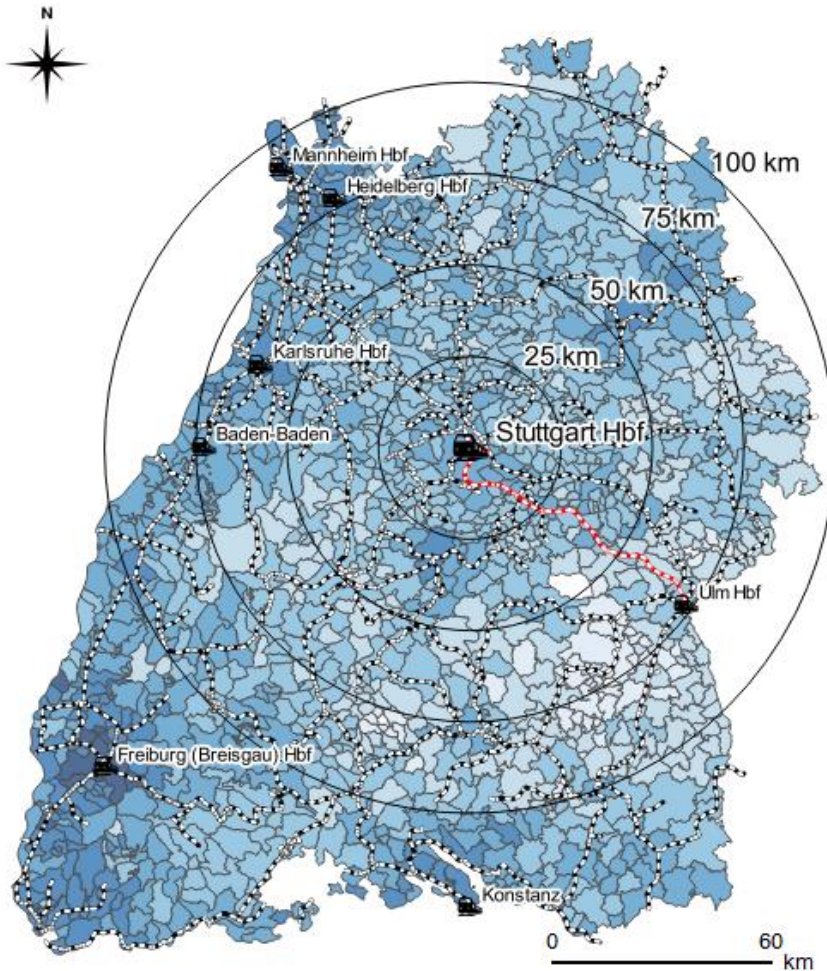 N
Mannheim Hbf
100 km
Heidelberg Hbf
75 km
50 km
Karlsruhe Hbf
25 km
Baden-Baden
Stuttgart Hbf
Ulm Hbf
Freiburg (Breisgau) Hbf
Konstanz
0 60
km